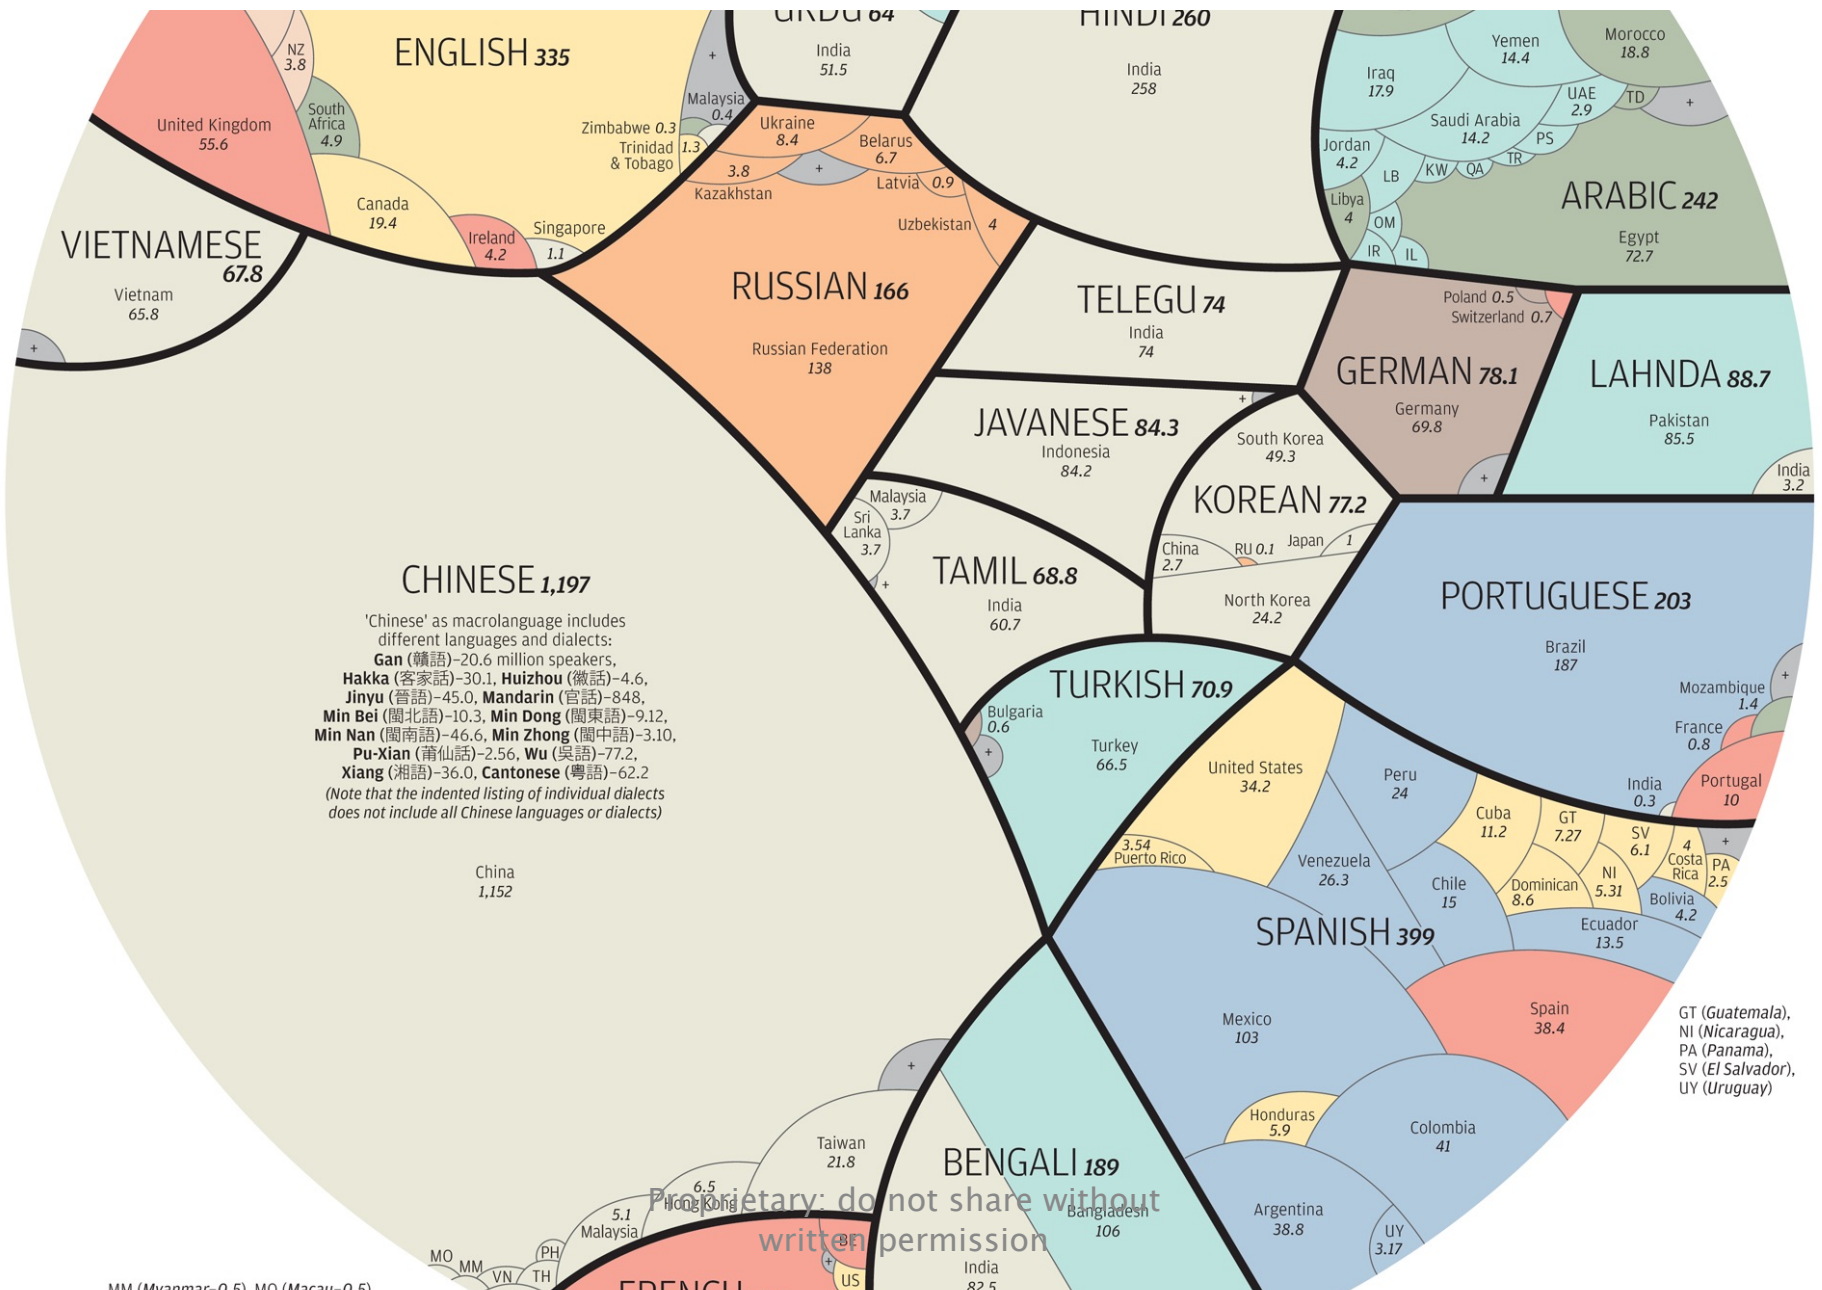 URDU 64
India
51.5
HINDI 260
India
258
ENGLISH 335
NZ
3.8
South
Africa
4.9
United Kingdom
55.6
Canada
19.4
Ireland
4.2
Singapore
1.1
+
Malaysia
0.4
Zimbabwe 0.3
Trinidad
& Tobago
1.3
Yemen
14.4
Morocco
18.8
Iraq
17.9
UAE
2.9
TD
+
Saudi Arabia
14.2
PS
Jordan
4.2
LB
KW
QA
TR
Libya
4
OM
IR
IL
ARABIC 242
Egypt
72.7
Ukraine
8.4
Belarus
6.7
3.8
Kazakhstan
+
Latvia 0.9
Uzbekistan 4
RUSSIAN 166
Russian Federation
138
VIETNAMESE
67.8
Vietnam
65.8
+
TELEGU 74
India
74
Poland 0.5
Switzerland 0.7
GERMAN 78.1
Germany
69.8
+
LAHNDA 88.7
Pakistan
85.5
India
3.2
JAVANESE 84.3
Indonesia
84.2
+
South Korea
49.3
KOREAN 77.2
China
2.7
RU 0.1
Japan 1
North Korea
24.2
Malaysia
3.7
Sri
Lanka
3.7
+
TAMIL 68.8
India
60.7
PORTUGUESE 203
Brazil
187
+
Mozambique
1.4
France
0.8
India
0.3
Portugal
10
TURKISH 70.9
Bulgaria
0.6
+
Turkey
66.5
CHINESE 1,197
'Chinese' as macrolanguage includes
different languages and dialects:
Gan (贛語)–20.6 million speakers,
Hakka (客家話)–30.1, Huizhou (徽話)–4.6,
Jinyu (晉語)–45.0, Mandarin (官話)–848,
Min Bei (閩北語)–10.3, Min Dong (閩東語)–9.12,
Min Nan (閩南語)–46.6, Min Zhong (閩中語)–3.10,
Pu-Xian (莆仙話)–2.56, Wu (吳語)–77.2,
Xiang (湘語)–36.0, Cantonese (粵語)–62.2
(Note that the indented listing of individual dialects
does not include all Chinese languages or dialects)
China
1,152
+
Taiwan
21.8
6.5
Hong Kong
5.1
Malaysia
PH
TH
VN
MM
MO
United States
34.2
3.54
Puerto Rico
Peru
24
Venezuela
26.3
Chile
15
Cuba
11.2
GT
7.27
SV
6.1
4
Costa
Rica
+
PA
2.5
Dominican
8.6
NI
5.31
Bolivia
4.2
Ecuador
13.5
SPANISH 399
Mexico
103
Spain
38.4
Honduras
5.9
Colombia
41
Argentina
38.8
UY
3.17
GT (Guatemala),
NI (Nicaragua),
PA (Panama),
SV (El Salvador),
UY (Uruguay)
BENGALI 189
Bangladesh
106
India
82.5
Proprietary: do not share without
written permission
BE
+
US
FRENCH
MM (Myanmar–0.5), MO (Macau–0.5)